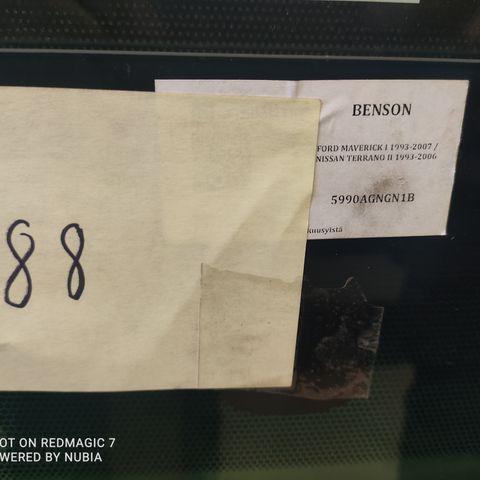 BENSON
FORD MAVERICK I 1993-2007 /
NISSAN TERRANO II 1993-2006
5990AGNGN1B
kuusyistä
88
OT ON REDMAGIC 7
OWERED BY NUBIA